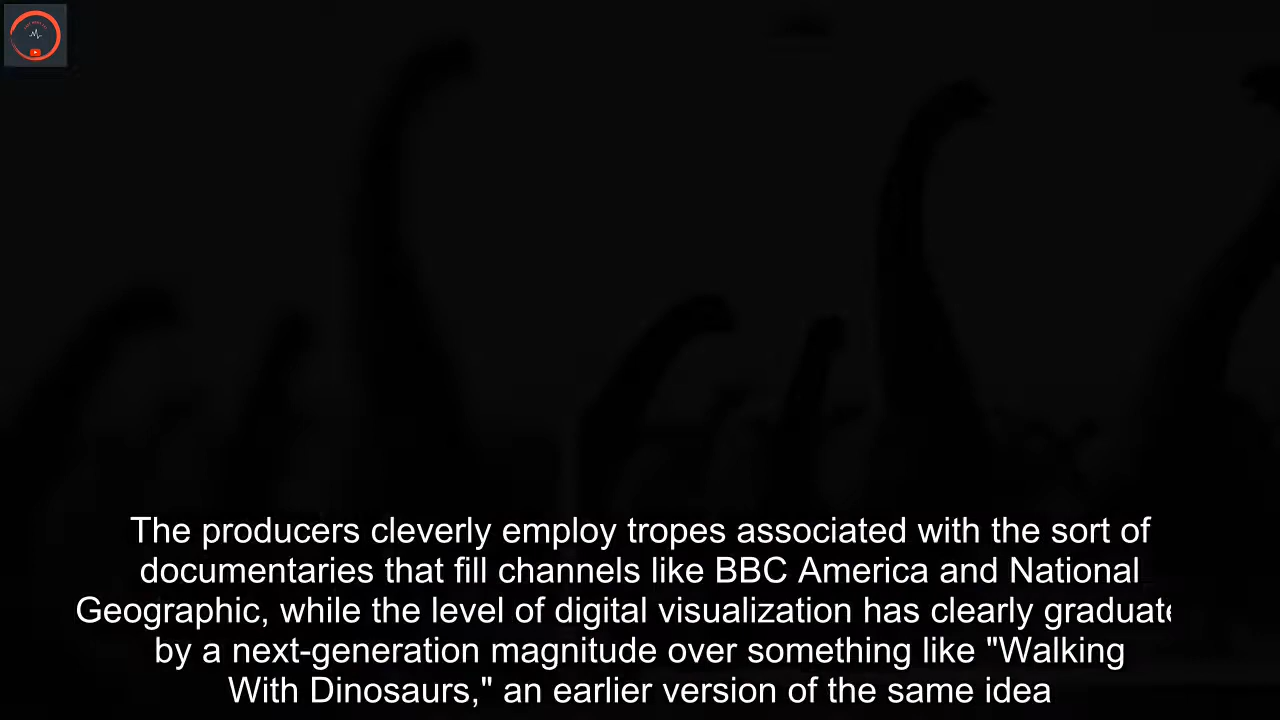 The producers cleverly employ tropes associated with the sort of
documentaries that fill channels like BBC America and National
Geographic, while the level of digital visualization has clearly graduate
by a next-generation magnitude over something like "Walking
With Dinosaurs," an earlier version of the same idea